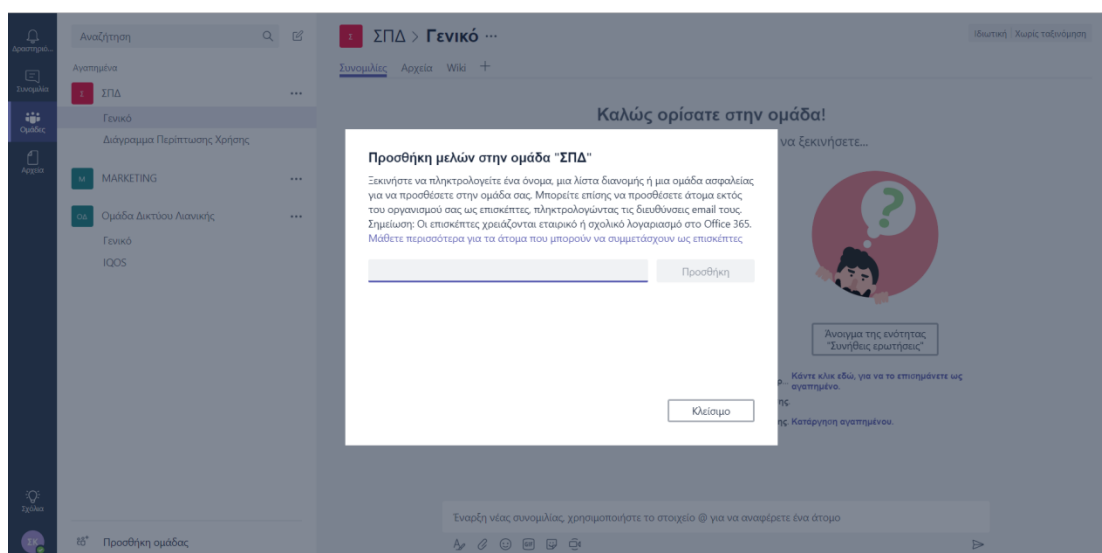 Δραστηριό...
Συνομιλία
Ομάδες
Αρχεία
Σχόλια
ΣΚ
Αναζήτηση
Αγαπημένα
Σ ΣΠΔ ...
Γενικό
Διάγραμμα Περίπτωσης Χρήσης
M MARKETING ...
ΟΔ Ομάδα Δικτύου Λιανικής ...
Γενικό
IQOS
Προσθήκη ομάδας
Σ ΣΠΔ > Γενικό ...
Ιδιωτική Χωρίς ταξινόμηση
Συνομιλίες Αρχεία Wiki +
Καλώς ορίσατε στην ομάδα!
να ξεκινήσετε...
Προσθήκη μελών στην ομάδα "ΣΠΔ"
Ξεκινήστε να πληκτρολογείτε ένα όνομα, μια λίστα διανομής ή μια ομάδα ασφαλείας
για να προσθέσετε στην ομάδα σας. Μπορείτε επίσης να προσθέσετε άτομα εκτός
του οργανισμού σας ως επισκέπτες, πληκτρολογώντας τις διευθύνσεις email τους.
Σημείωση: Οι επισκέπτες χρειάζονται εταιρικό ή σχολικό λογαριασμό στο Office 365.
Μάθετε περισσότερα για τα άτομα που μπορούν να συμμετάσχουν ως επισκέπτες
Προσθήκη
Κλείσιμο
Άνοιγμα της ενότητας
"Συνήθεις ερωτήσεις"
Κάντε κλικ εδώ, για να το επισημάνετε ως
αγαπημένο.
ης.
ης. Κατάργηση αγαπημένου.
Έναρξη νέας συνομιλίας, χρησιμοποιήστε το στοιχείο @ για να αναφέρετε ένα άτομο
GIF